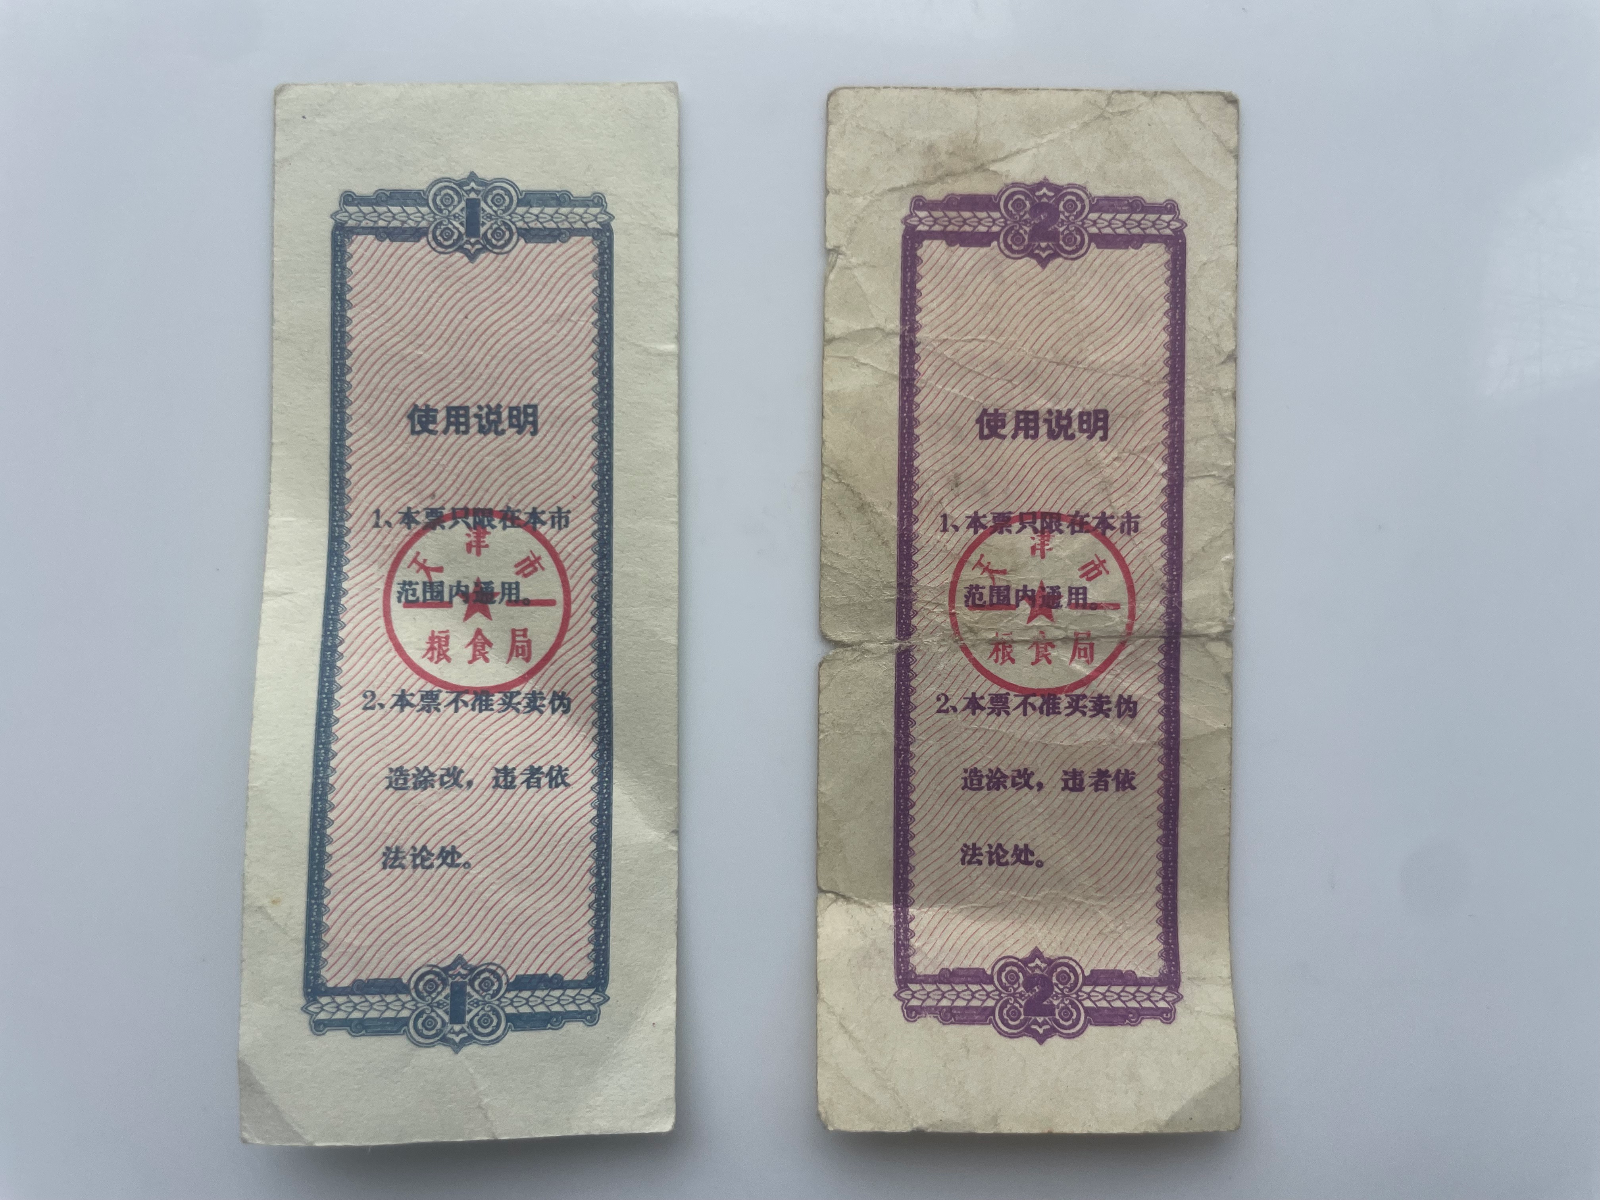 1
使用说明
1、本票只限在本市
范围内通用。
天津市
粮食局
2、本票不准买卖伪
造涂改，违者依
法论处。
1
2
使用说明
1、本票只限在本市
范围内通用。
天津市
粮食局
2、本票不准买卖伪
造涂改，违者依
法论处。
2